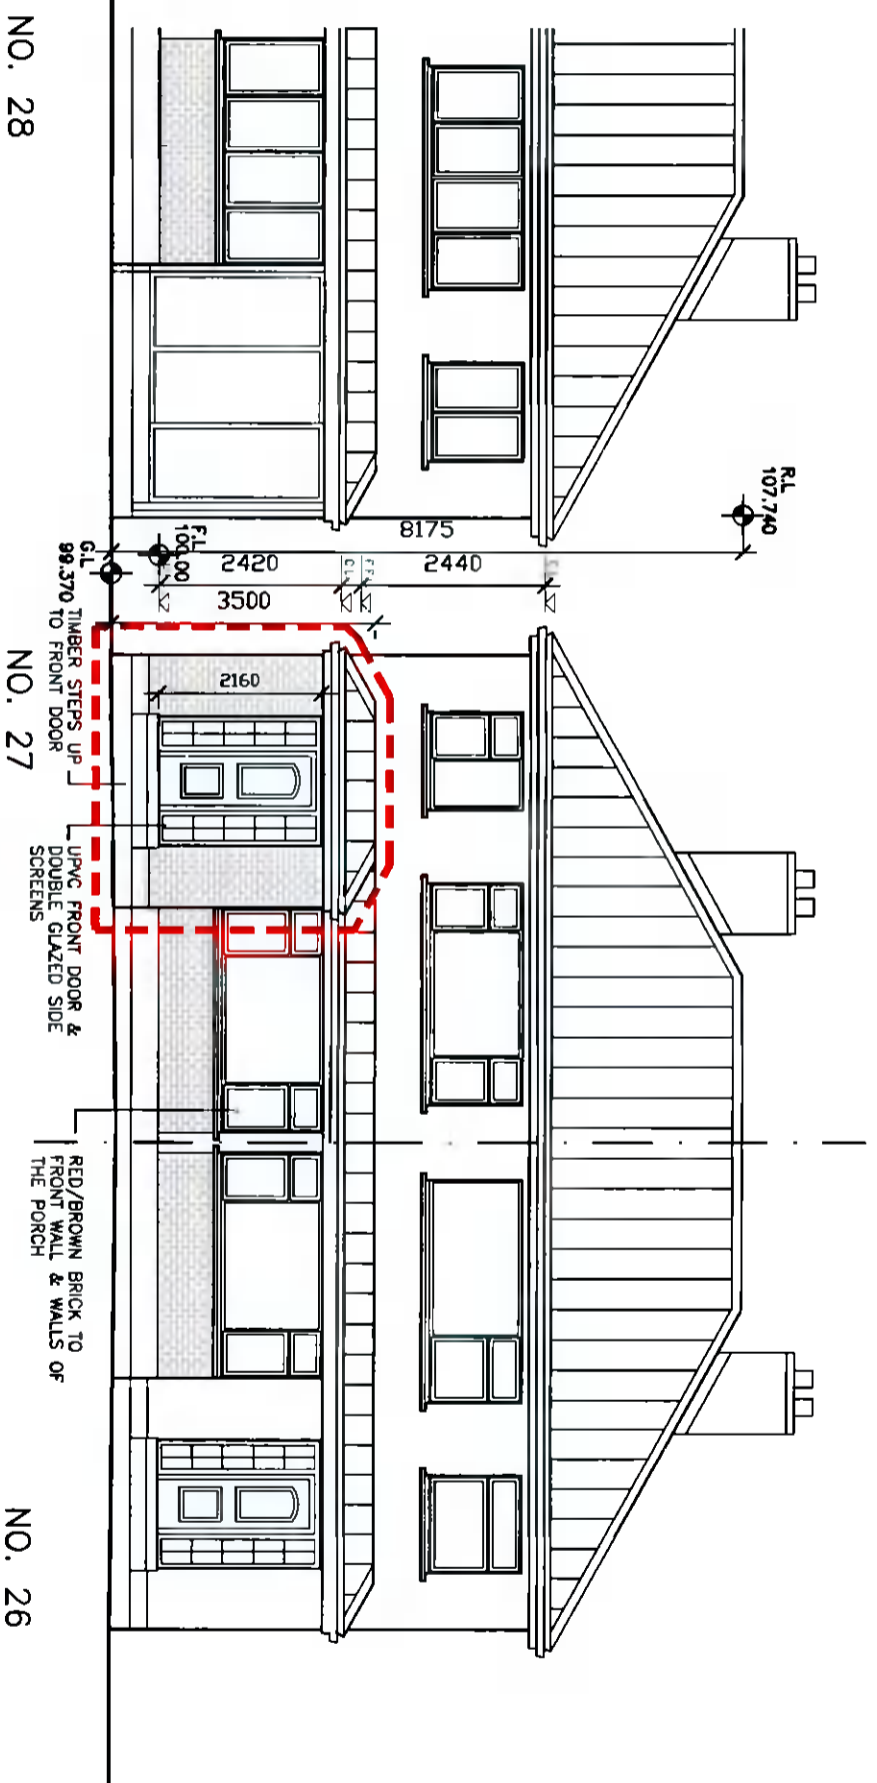 R.L
107.740
8175
2440
2420
3500
2160
F.L
100.00
G.L
99.370
TIMBER STEPS UP
TO FRONT DOOR
UPVC FRONT DOOR &
DOUBLE GLAZED SIDE
SCREENS
RED/BROWN BRICK TO
FRONT WALL & WALLS OF
THE PORCH
NO. 28
NO. 27
NO. 26